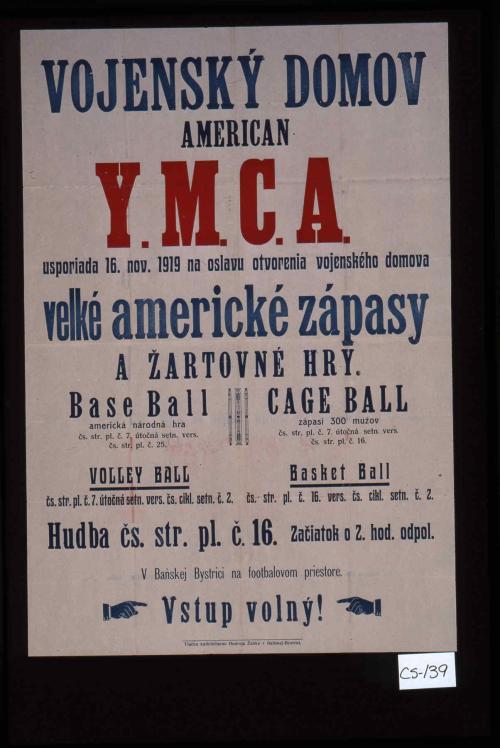 VOJENSKÝ DOMOV
AMERICAN
Y.M.C.A.
usporiada 16. nov. 1919 na oslavu otvorenia vojenského domova
velké americké zápasy
A ŽARTOVNÉ HRY.
Base Ball
americká národná hra
čs. str. pl. č. 7. útočná setn. vers.
čs. str. pl. č. 25.
CAGE BALL
zápasí 300 mužov
čs. str. pl. č. 7. útočná setn. vers.
čs. str. pl. č. 16.
VOLLEY BALL
čs. str. pl. č. 7. útočná setn. vers. čs. cikl. setn. č. 2.
Basket Ball
čs. str. pl. č. 16. vers. čs. cikl. setn. č. 2.
Hudba čs. str. pl. č. 16. Začiatok o 2. hod. odpol.
V Baňskej Bystrici na footbalovom priestore.
Vstup volný!
CS-139